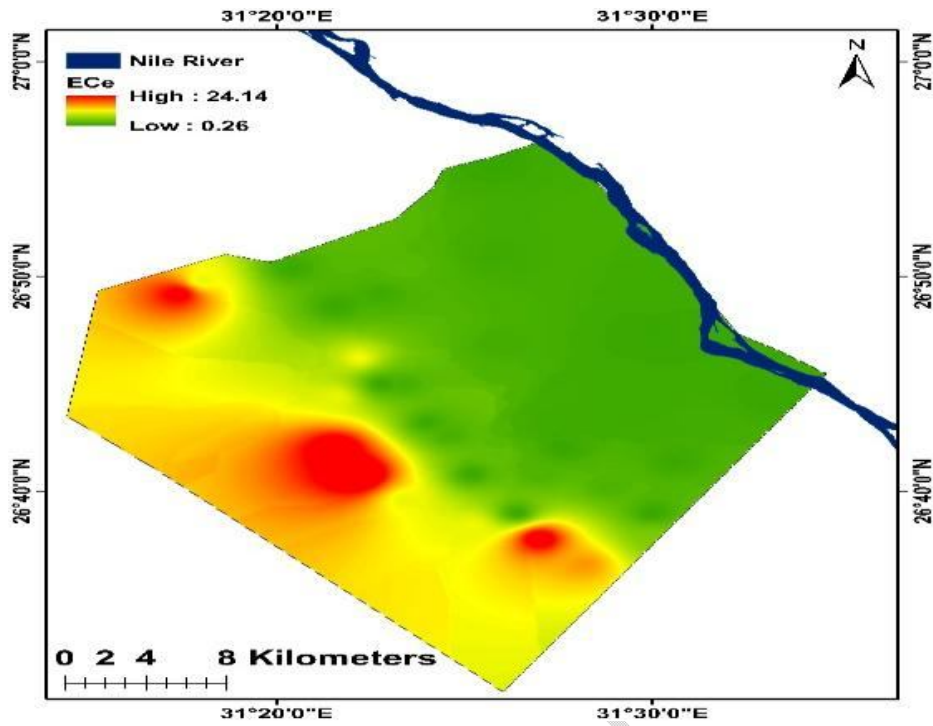 31°20'0"E 31°30'0"E
27°0'0"N
Nile River
ECe
High : 24.14
Low : 0.26
N
27°0'0"N
26°50'0"N
26°50'0"N
26°40'0"N
26°40'0"N
0 2 4 8 Kilometers
31°20'0"E 31°30'0"E